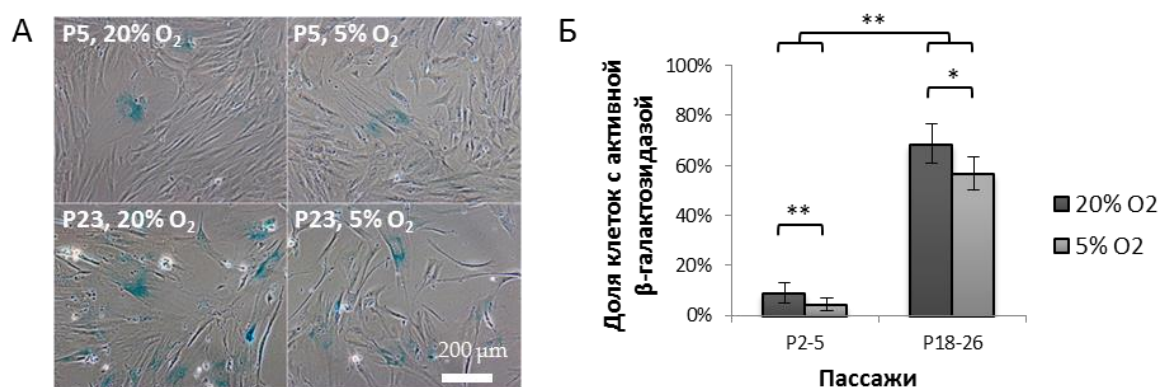 А
P5, 20% O₂
P5, 5% O₂
P23, 20% O₂
P23, 5% O₂
200 µm
Б
**
*
**
Доля клеток с активной
β-галактозидазой
100%
80%
60%
40%
20%
0%
P2-5
P18-26
Пассажи
20% O2
5% O2